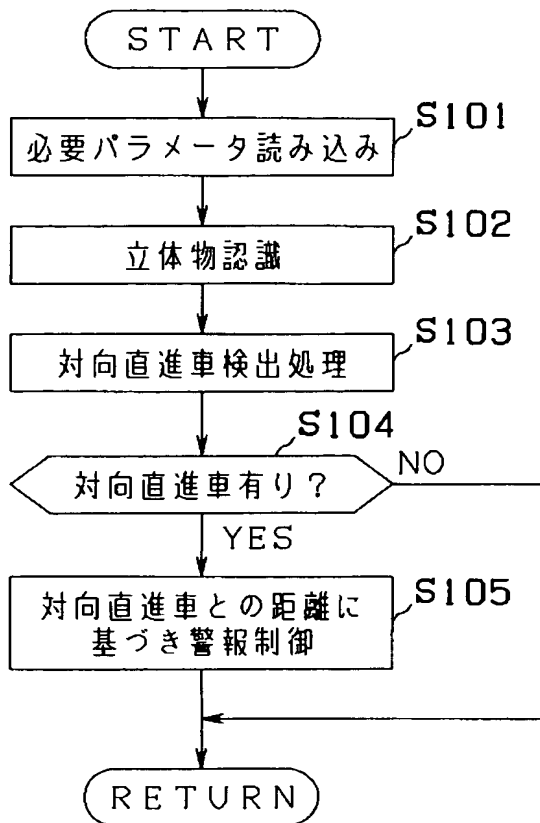 START
S101
必要パラメータ読み込み
S102
立体物認識
S103
対向直進車検出処理
S104
対向直進車有り?
NO
YES
S105
対向直進車との距離に
基づき警報制御
RETURN